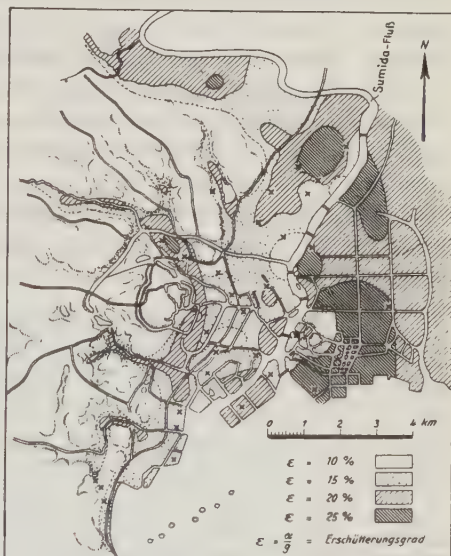 Sumida-Fluß
N
0 1 2 3 4 km
ε = 10 %
ε = 15 %
ε = 20 %
ε = 25 %
ε = α/g = Erschütterungsgrad